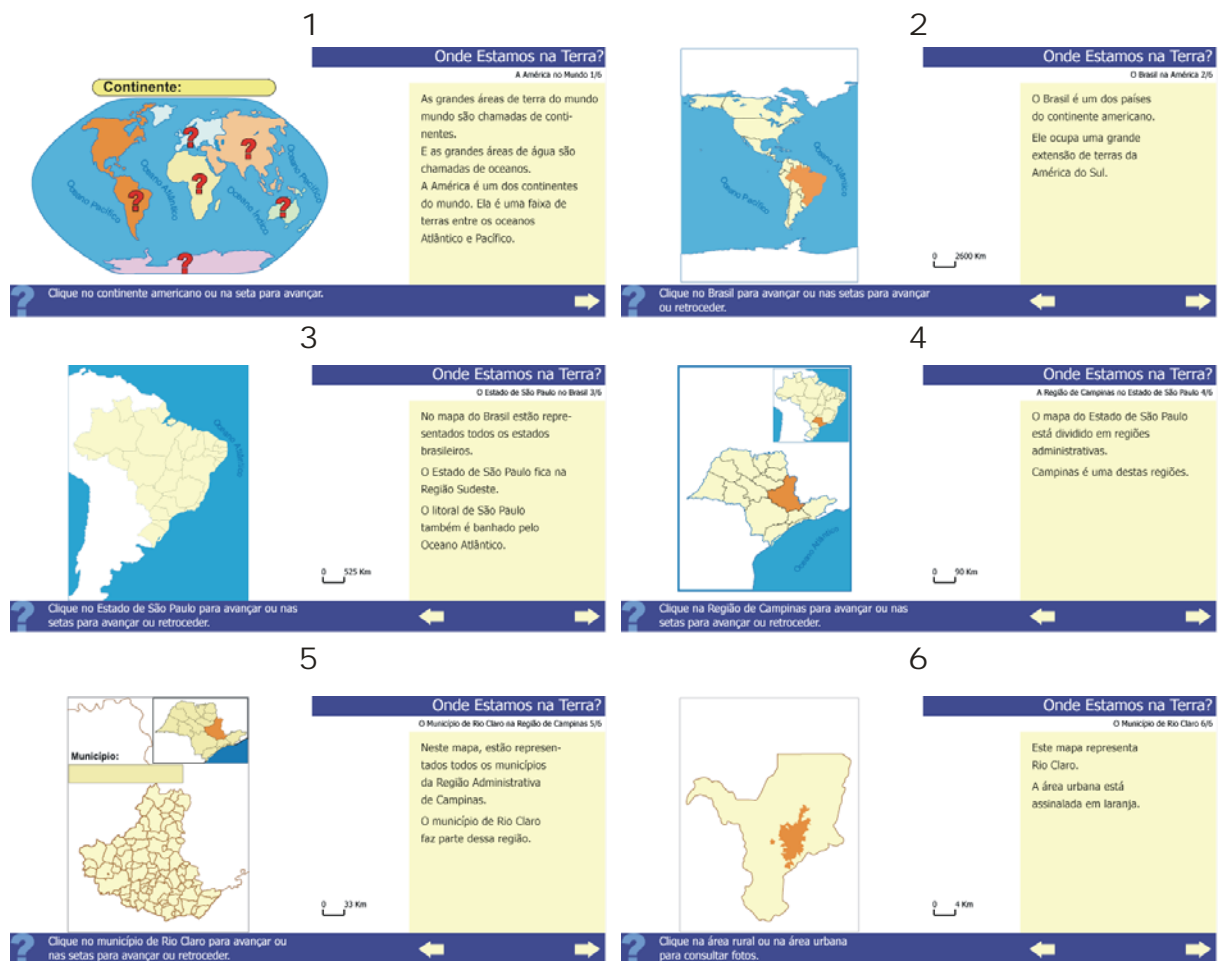 1
Onde Estamos na Terra?
A América no Mundo 1/6
Continente:
Oceano Pacífico
Oceano Atlântico
Oceano Índico
Oceano Pacífico
?
?
?
?
?
?
As grandes áreas de terra do mundo
mundo são chamadas de conti-
nentes.
E as grandes áreas de água são
chamadas de oceanos.
A América é um dos continentes
do mundo. Ela é uma faixa de
terras entre os oceanos
Atlântico e Pacífico.
? Clique no continente americano ou na seta para avançar.
2
Onde Estamos na Terra?
O Brasil na América 2/6
Oceano Pacífico
Oceano Atlântico
O Brasil é um dos países
do continente americano.
Ele ocupa uma grande
extensão de terras da
América do Sul.
0 2600 Km
? Clique no Brasil para avançar ou nas setas para avançar
ou retroceder.
3
Onde Estamos na Terra?
O Estado de São Paulo no Brasil 3/6
Oceano Atlântico
No mapa do Brasil estão repre-
sentados todos os estados
brasileiros.
O Estado de São Paulo fica na
Região Sudeste.
O litoral de São Paulo
também é banhado pelo
Oceano Atlântico.
0 525 Km
? Clique no Estado de São Paulo para avançar ou nas
setas para avançar ou retroceder.
4
Onde Estamos na Terra?
A Região de Campinas no Estado de São Paulo 4/6
Oceano Atlântico
O mapa do Estado de São Paulo
está dividido em regiões
administrativas.
Campinas é uma destas regiões.
0 90 Km
? Clique na Região de Campinas para avançar ou nas
setas para avançar ou retroceder.
5
Onde Estamos na Terra?
O Município de Rio Claro na Região de Campinas 5/6
Município:
Neste mapa, estão represen-
tados todos os municípios
da Região Administrativa
de Campinas.
O município de Rio Claro
faz parte dessa região.
0 33 Km
? Clique no município de Rio Claro para avançar ou
nas setas para avançar ou retroceder.
6
Onde Estamos na Terra?
O Município de Rio Claro 6/6
Este mapa representa
Rio Claro.
A área urbana está
assinalada em laranja.
0 4 Km
? Clique na área rural ou na área urbana
para consultar fotos.